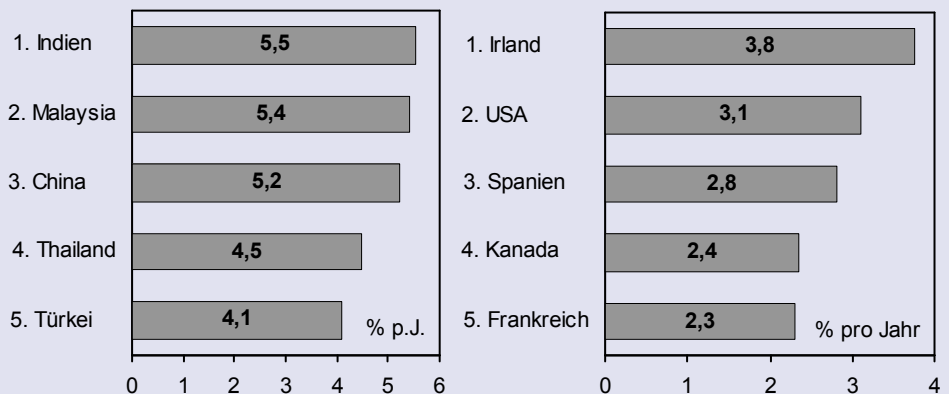 1. Indien 5,5
2. Malaysia 5,4
3. China 5,2
4. Thailand 4,5
5. Türkei 4,1 % p.J.
0 1 2 3 4 5 6
1. Irland 3,8
2. USA 3,1
3. Spanien 2,8
4. Kanada 2,4
5. Frankreich 2,3 % pro Jahr
0 1 2 3 4